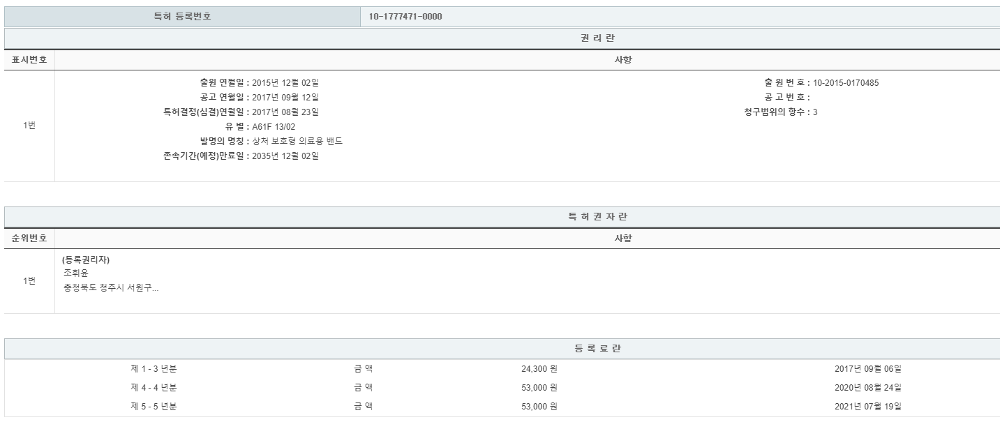 특허 등록번호 10-1777471-0000
권 리 란
표시번호 사항
출원 연월일 : 2015년 12월 02일 출 원 번 호 : 10-2015-0170485
공고 연월일 : 2017년 09월 12일 공 고 번 호 :
특허결정(심결)연월일 : 2017년 08월 23일 청구범위의 항수 : 3
1번 유 별 : A61F 13/02
발명의 명칭 : 상처 보호형 의료용 밴드
존속기간(예정)만료일 : 2035년 12월 02일
특 허 권 자 란
순위번호 사항
(등록권리자)
1번 조휘윤
충청북도 청주시 서원구...
등 록 료 란
제 1 - 3 년분 금 액 24,300 원 2017년 09월 06일
제 4 - 4 년분 금 액 53,000 원 2020년 08월 24일
제 5 - 5 년분 금 액 53,000 원 2021년 07월 19일